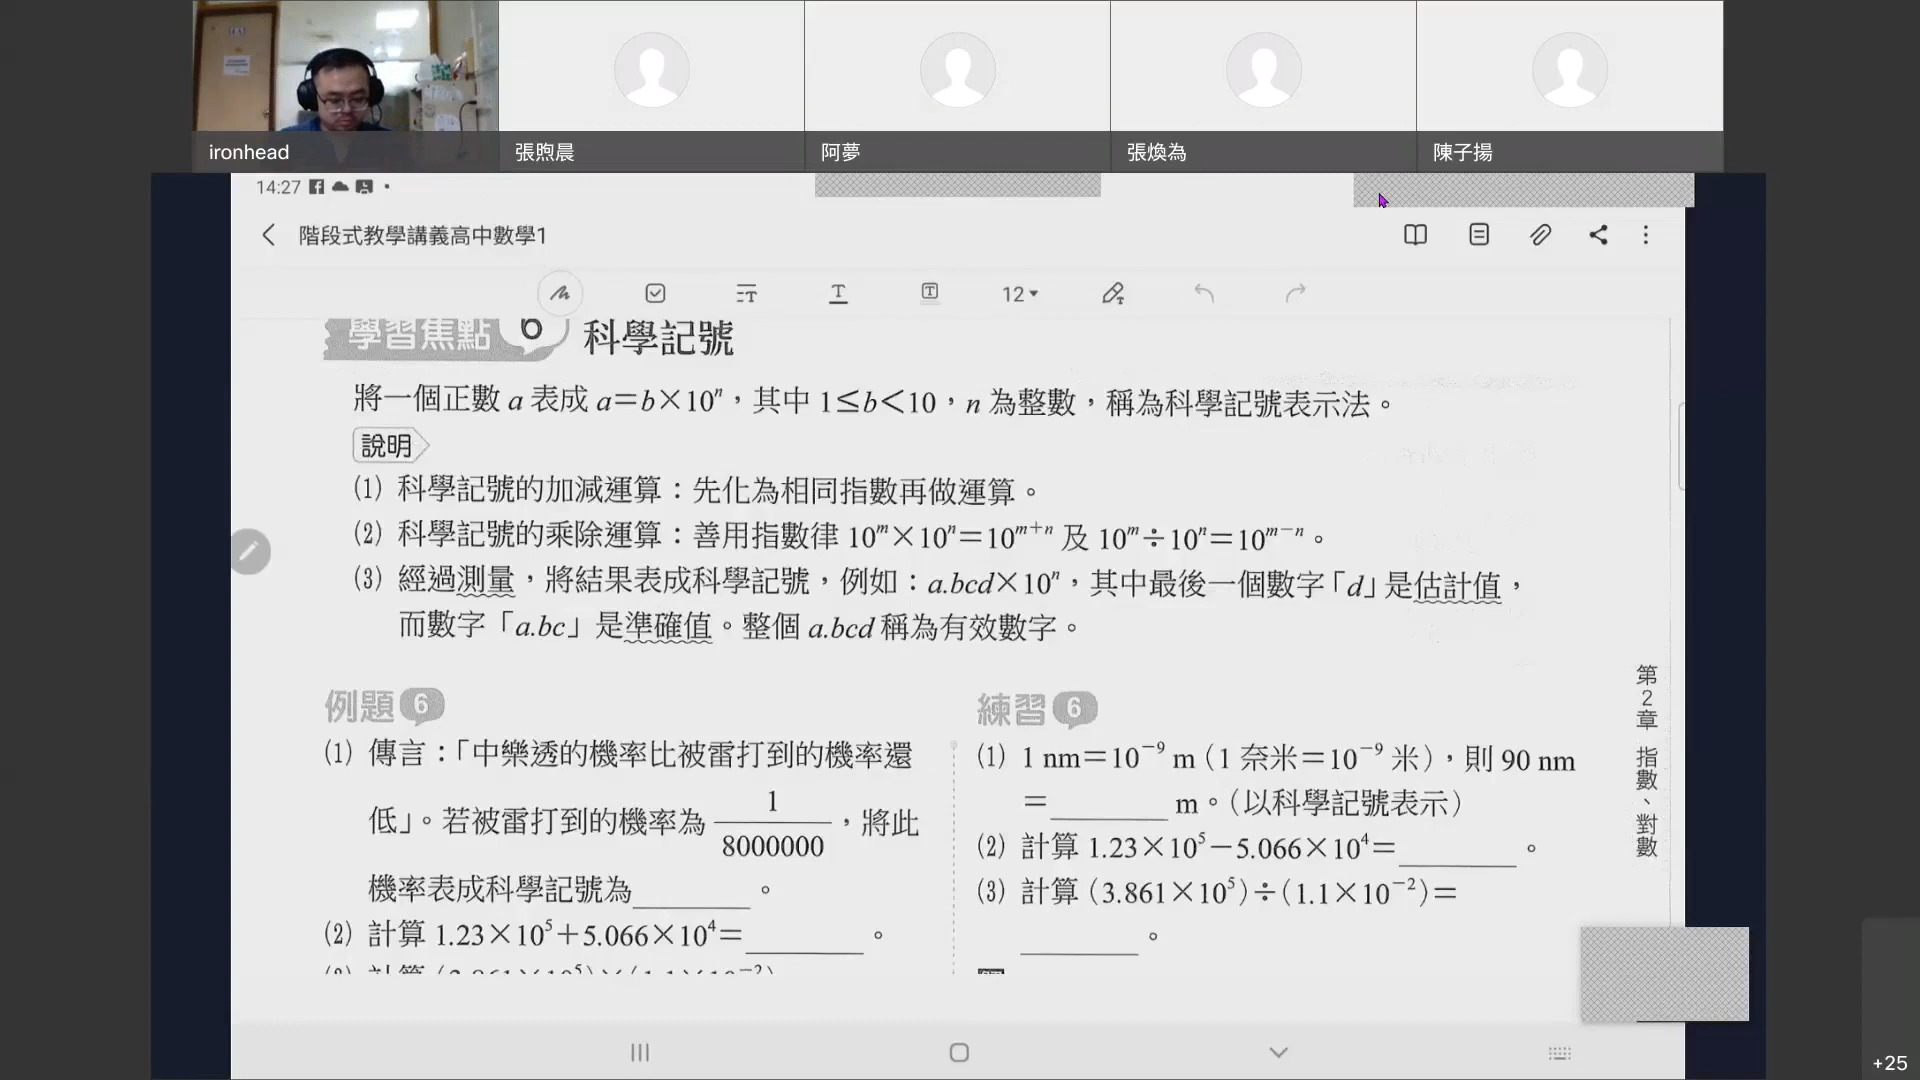 ironhead
張煦晨
阿夢
張煥為
陳子揚
14:27
階段式教學講義高中數學1
12
學習焦點 6 科學記號
將一個正數 a 表成 a=b×10ⁿ，其中 1≤b<10，n 為整數，稱為科學記號表示法。
說明
(1) 科學記號的加減運算：先化為相同指數再做運算。
(2) 科學記號的乘除運算：善用指數律 10ᵐ×10ⁿ=10ᵐ⁺ⁿ 及 10ᵐ÷10ⁿ=10ᵐ⁻ⁿ。
(3) 經過測量，將結果表成科學記號，例如：a.bcd×10ⁿ，其中最後一個數字「d」是估計值，
而數字「a.bc」是準確值。整個 a.bcd 稱為有效數字。
例題 6
(1) 傳言：「中樂透的機率比被雷打到的機率還
低」。若被雷打到的機率為 1/8000000，將此
機率表成科學記號為________。
(2) 計算 1.23×10⁵+5.066×10⁴=________。
(3) 計算 (3.861×10⁵)×(1.1×10⁻²)
練習 6
(1) 1 nm=10⁻⁹ m（1 奈米=10⁻⁹ 米），則 90 nm
=________ m。（以科學記號表示）
(2) 計算 1.23×10⁵−5.066×10⁴=________。
(3) 計算 (3.861×10⁵)÷(1.1×10⁻²)=
________。
第2章 指數、對數
+25